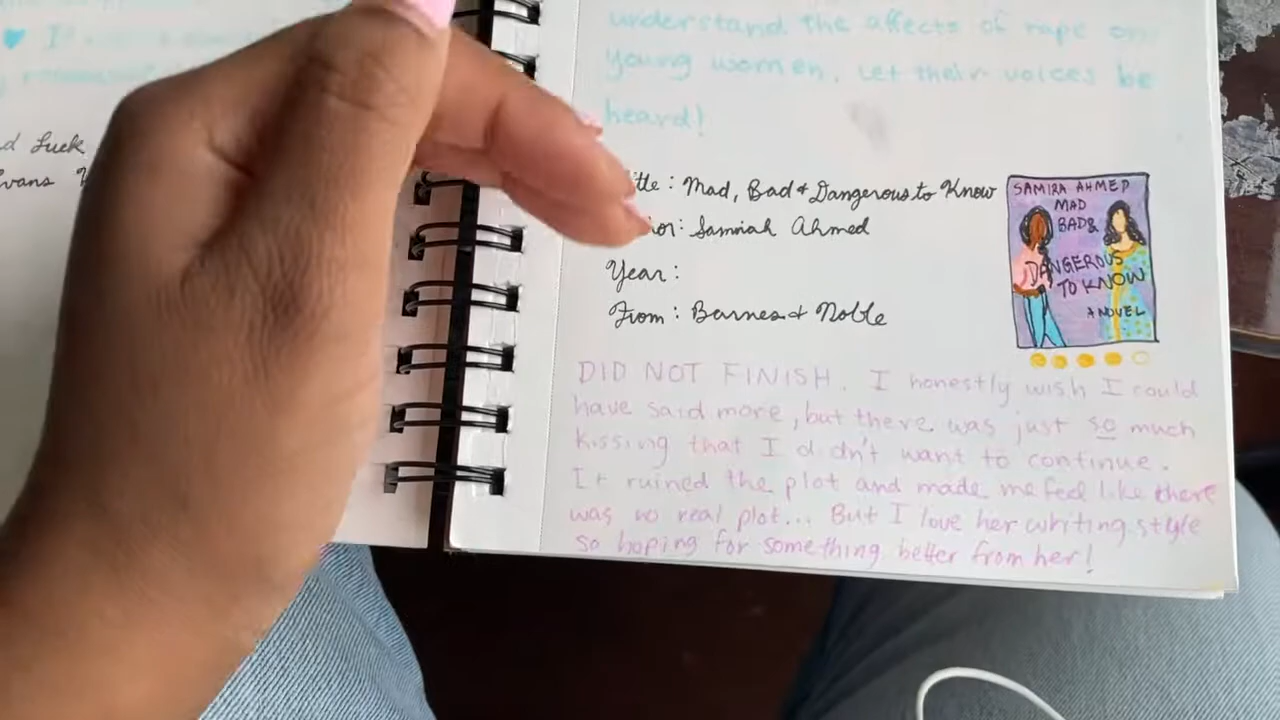 understand the affects of rape on
young women. Let their voices be
heard!
d Luck
Evans
tle: Mad, Bad & Dangerous to Know
or: Samriah Ahmed
Year:
From: Barnes & Noble
SAMIRA AHMED
MAD
BAD&
DANGEROUS
TO KNOW
A NOVEL
DID NOT FINISH. I honestly wish I could
have said more, but there was just so much
kissing that I didn't want to continue.
It ruined the plot and made me feel like there
was no real plot... But I love her writing style
so hoping for something better from her!